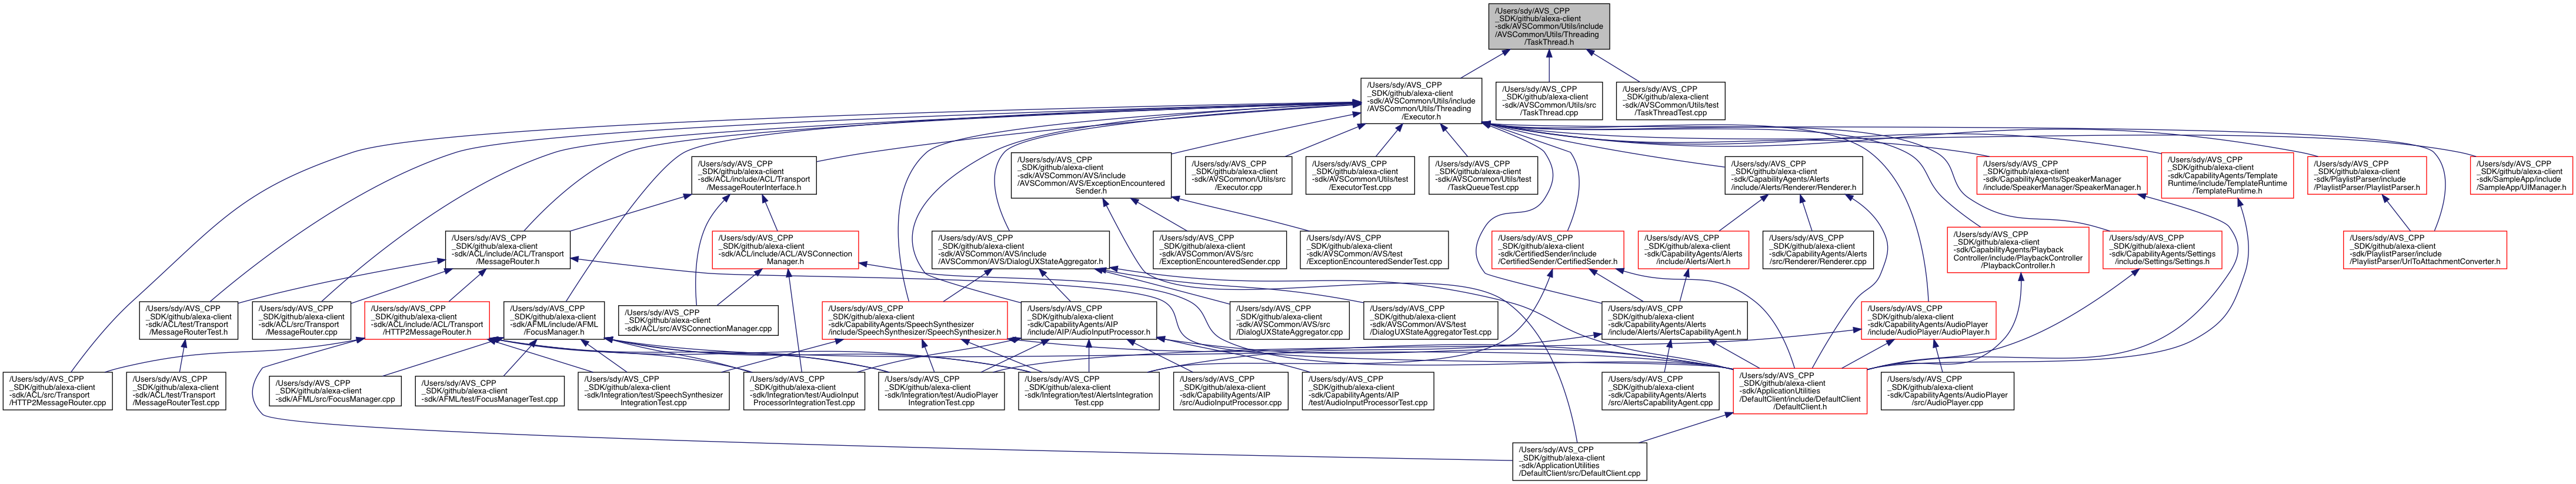 /Users/sdy/AVS_CPP
_SDK/github/alexa-client
-sdk/AVSCommon/Utils/include
/AVSCommon/Utils/Threading
/TaskThread.h
/Users/sdy/AVS_CPP
_SDK/github/alexa-client
-sdk/AVSCommon/Utils/include
/AVSCommon/Utils/Threading
/Executor.h
/Users/sdy/AVS_CPP
_SDK/github/alexa-client
-sdk/AVSCommon/Utils/src
/TaskThread.cpp
/Users/sdy/AVS_CPP
_SDK/github/alexa-client
-sdk/AVSCommon/Utils/test
/TaskThreadTest.cpp
/Users/sdy/AVS_CPP
_SDK/github/alexa-client
-sdk/ACL/include/ACL/Transport
/MessageRouterInterface.h
/Users/sdy/AVS_CPP
_SDK/github/alexa-client
-sdk/AVSCommon/AVS/include
/AVSCommon/AVS/ExceptionEncountered
Sender.h
/Users/sdy/AVS_CPP
_SDK/github/alexa-client
-sdk/AVSCommon/Utils/src
/Executor.cpp
/Users/sdy/AVS_CPP
_SDK/github/alexa-client
-sdk/AVSCommon/Utils/test
/ExecutorTest.cpp
/Users/sdy/AVS_CPP
_SDK/github/alexa-client
-sdk/AVSCommon/Utils/test
/TaskQueueTest.cpp
/Users/sdy/AVS_CPP
_SDK/github/alexa-client
-sdk/CapabilityAgents/Alerts
/include/Alerts/Renderer/Renderer.h
/Users/sdy/AVS_CPP
_SDK/github/alexa-client
-sdk/CapabilityAgents/SpeakerManager
/include/SpeakerManager/SpeakerManager.h
/Users/sdy/AVS_CPP
_SDK/github/alexa-client
-sdk/CapabilityAgents/Template
Runtime/include/TemplateRuntime
/TemplateRuntime.h
/Users/sdy/AVS_CPP
_SDK/github/alexa-client
-sdk/PlaylistParser/include
/PlaylistParser/PlaylistParser.h
/Users/sdy/AVS_CPP
_SDK/github/alexa-client
-sdk/SampleApp/include
/SampleApp/UIManager.h
/Users/sdy/AVS_CPP
_SDK/github/alexa-client
-sdk/ACL/include/ACL/Transport
/MessageRouter.h
/Users/sdy/AVS_CPP
_SDK/github/alexa-client
-sdk/ACL/include/ACL/AVSConnection
Manager.h
/Users/sdy/AVS_CPP
_SDK/github/alexa-client
-sdk/AVSCommon/AVS/include
/AVSCommon/AVS/DialogUXStateAggregator.h
/Users/sdy/AVS_CPP
_SDK/github/alexa-client
-sdk/AVSCommon/AVS/src
/ExceptionEncounteredSender.cpp
/Users/sdy/AVS_CPP
_SDK/github/alexa-client
-sdk/AVSCommon/AVS/test
/ExceptionEncounteredSenderTest.cpp
/Users/sdy/AVS_CPP
_SDK/github/alexa-client
-sdk/CertifiedSender/include
/CertifiedSender/CertifiedSender.h
/Users/sdy/AVS_CPP
_SDK/github/alexa-client
-sdk/CapabilityAgents/Alerts
/include/Alerts/Alert.h
/Users/sdy/AVS_CPP
_SDK/github/alexa-client
-sdk/CapabilityAgents/Alerts
/src/Renderer/Renderer.cpp
/Users/sdy/AVS_CPP
_SDK/github/alexa-client
-sdk/CapabilityAgents/Playback
Controller/include/PlaybackController
/PlaybackController.h
/Users/sdy/AVS_CPP
_SDK/github/alexa-client
-sdk/CapabilityAgents/Settings
/include/Settings/Settings.h
/Users/sdy/AVS_CPP
_SDK/github/alexa-client
-sdk/PlaylistParser/include
/PlaylistParser/UrlToAttachmentConverter.h
/Users/sdy/AVS_CPP
_SDK/github/alexa-client
-sdk/ACL/test/Transport
/MessageRouterTest.h
/Users/sdy/AVS_CPP
_SDK/github/alexa-client
-sdk/ACL/src/Transport
/MessageRouter.cpp
/Users/sdy/AVS_CPP
_SDK/github/alexa-client
-sdk/ACL/include/ACL/Transport
/HTTP2MessageRouter.h
/Users/sdy/AVS_CPP
_SDK/github/alexa-client
-sdk/AFML/include/AFML
/FocusManager.h
/Users/sdy/AVS_CPP
_SDK/github/alexa-client
-sdk/ACL/src/AVSConnectionManager.cpp
/Users/sdy/AVS_CPP
_SDK/github/alexa-client
-sdk/CapabilityAgents/SpeechSynthesizer
/include/SpeechSynthesizer/SpeechSynthesizer.h
/Users/sdy/AVS_CPP
_SDK/github/alexa-client
-sdk/CapabilityAgents/AIP
/include/AIP/AudioInputProcessor.h
/Users/sdy/AVS_CPP
_SDK/github/alexa-client
-sdk/AVSCommon/AVS/src
/DialogUXStateAggregator.cpp
/Users/sdy/AVS_CPP
_SDK/github/alexa-client
-sdk/AVSCommon/AVS/test
/DialogUXStateAggregatorTest.cpp
/Users/sdy/AVS_CPP
_SDK/github/alexa-client
-sdk/CapabilityAgents/Alerts
/include/Alerts/AlertsCapabilityAgent.h
/Users/sdy/AVS_CPP
_SDK/github/alexa-client
-sdk/CapabilityAgents/AudioPlayer
/include/AudioPlayer/AudioPlayer.h
/Users/sdy/AVS_CPP
_SDK/github/alexa-client
-sdk/ACL/src/Transport
/HTTP2MessageRouter.cpp
/Users/sdy/AVS_CPP
_SDK/github/alexa-client
-sdk/ACL/test/Transport
/MessageRouterTest.cpp
/Users/sdy/AVS_CPP
_SDK/github/alexa-client
-sdk/AFML/src/FocusManager.cpp
/Users/sdy/AVS_CPP
_SDK/github/alexa-client
-sdk/AFML/test/FocusManagerTest.cpp
/Users/sdy/AVS_CPP
_SDK/github/alexa-client
-sdk/Integration/test/SpeechSynthesizer
IntegrationTest.cpp
/Users/sdy/AVS_CPP
_SDK/github/alexa-client
-sdk/Integration/test/AudioInput
ProcessorIntegrationTest.cpp
/Users/sdy/AVS_CPP
_SDK/github/alexa-client
-sdk/Integration/test/AudioPlayer
IntegrationTest.cpp
/Users/sdy/AVS_CPP
_SDK/github/alexa-client
-sdk/Integration/test/AlertsIntegration
Test.cpp
/Users/sdy/AVS_CPP
_SDK/github/alexa-client
-sdk/CapabilityAgents/AIP
/src/AudioInputProcessor.cpp
/Users/sdy/AVS_CPP
_SDK/github/alexa-client
-sdk/CapabilityAgents/AIP
/test/AudioInputProcessorTest.cpp
/Users/sdy/AVS_CPP
_SDK/github/alexa-client
-sdk/CapabilityAgents/Alerts
/src/AlertsCapabilityAgent.cpp
/Users/sdy/AVS_CPP
_SDK/github/alexa-client
-sdk/ApplicationUtilities
/DefaultClient/include/DefaultClient
/DefaultClient.h
/Users/sdy/AVS_CPP
_SDK/github/alexa-client
-sdk/CapabilityAgents/AudioPlayer
/src/AudioPlayer.cpp
/Users/sdy/AVS_CPP
_SDK/github/alexa-client
-sdk/ApplicationUtilities
/DefaultClient/src/DefaultClient.cpp